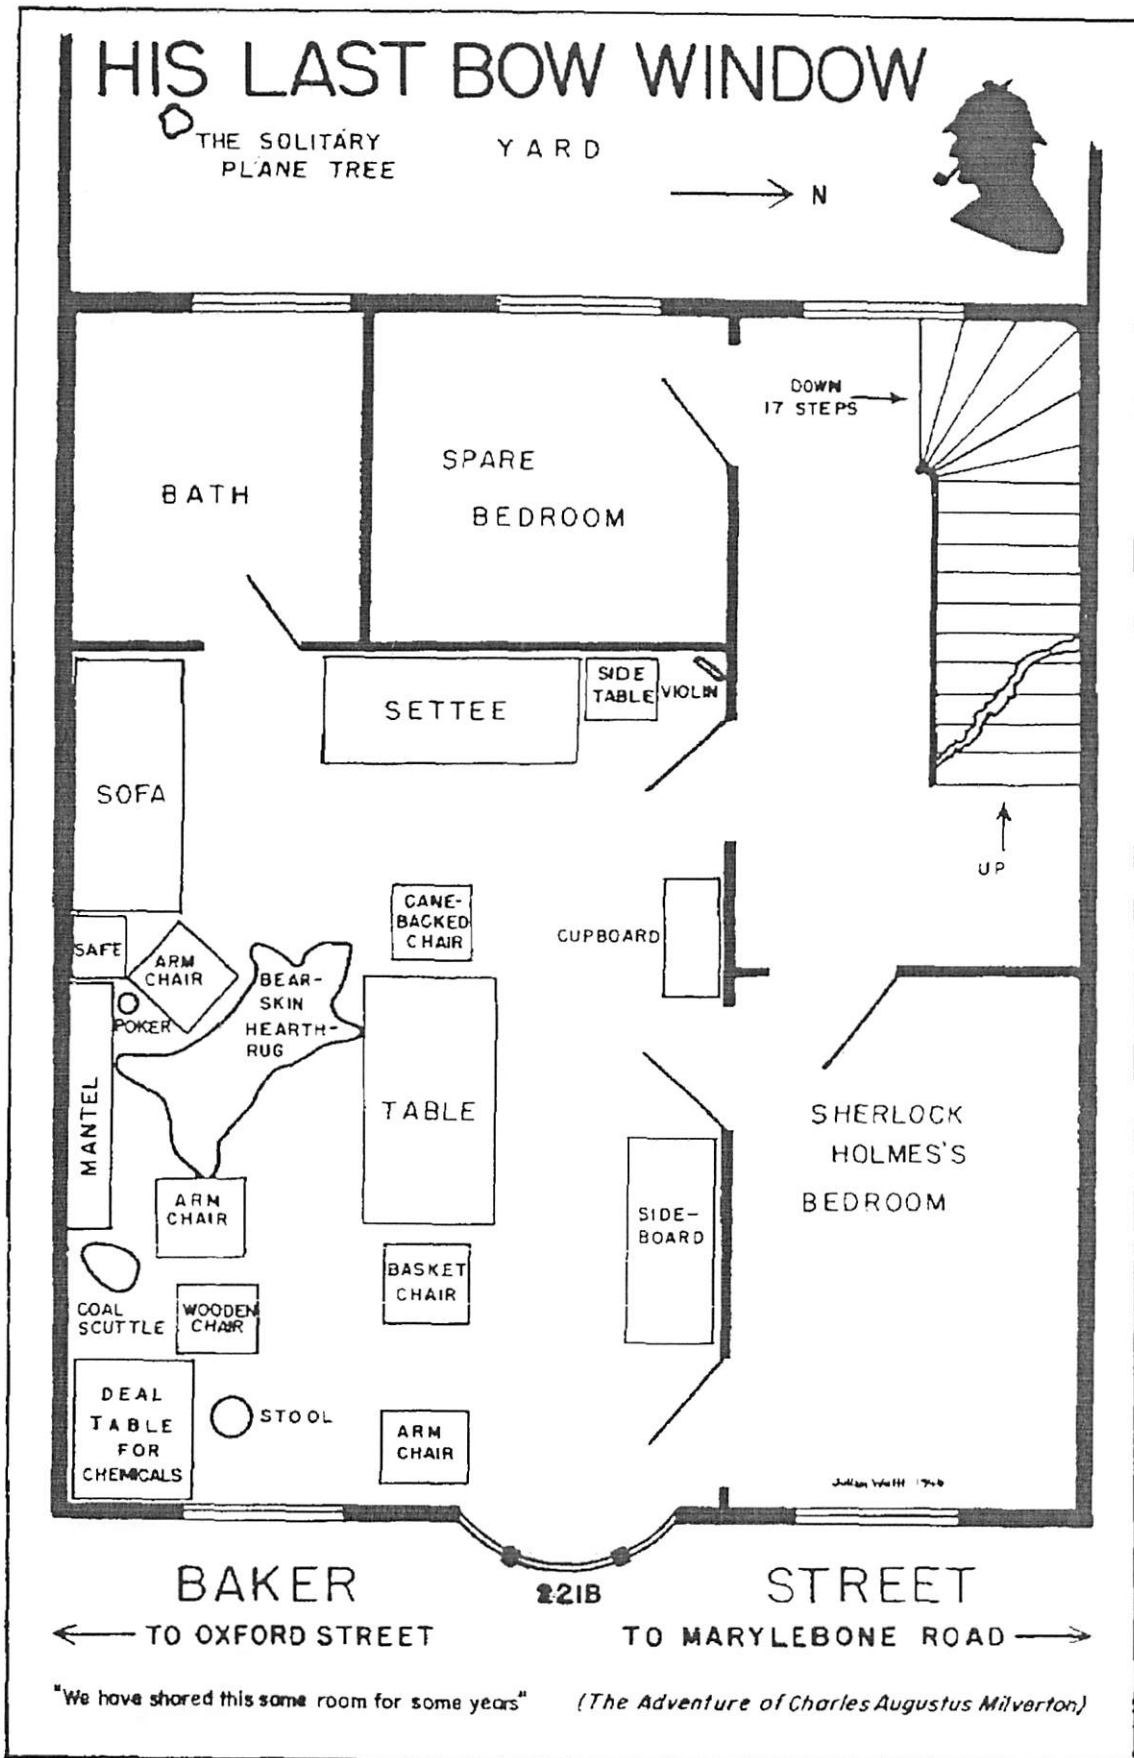 HIS LAST BOW WINDOW
THE SOLITARY
PLANE TREE
YARD
N
DOWN
17 STEPS
BATH
SPARE
BEDROOM
SOFA
SETTEE
SIDE
TABLE
VIOLIN
UP
CUPBOARD
CANE-
BACKED
CHAIR
SAFE
ARM
CHAIR
POKER
BEAR-
SKIN
HEARTH-
RUG
MANTEL
TABLE
SHERLOCK
HOLMES'S
BEDROOM
ARM
CHAIR
SIDE-
BOARD
COAL
SCUTTLE
WOODEN
CHAIR
BASKET
CHAIR
DEAL
TABLE
FOR
CHEMICALS
STOOL
ARM
CHAIR
BAKER STREET
221B
TO OXFORD STREET
TO MARYLEBONE ROAD
"We have shared this same room for some years"
(The Adventure of Charles Augustus Milverton)